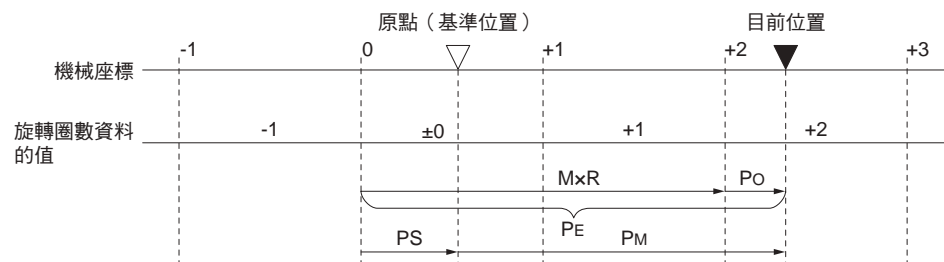 原點（基準位置）
目前位置
-1
0
+1
+2
+3
機械座標
旋轉圈數資料
的值
-1
±0
+1
+2
M×R
PO
PE
PS
PM